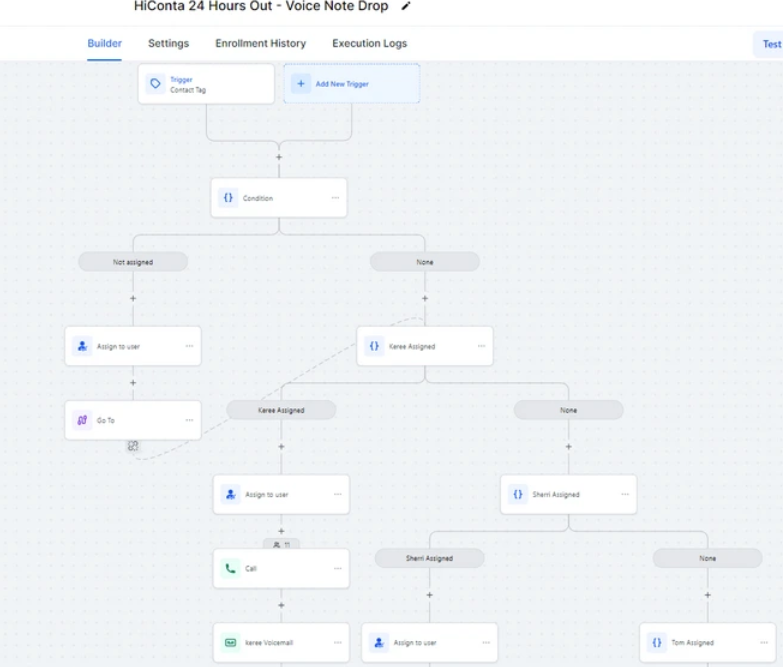 HiConta 24 Hours Out - Voice Note Drop
Builder Settings Enrollment History Execution Logs
Test
Trigger
Contact Tag
Add New Trigger
Condition
Not assigned
None
Assign to user
Keree Assigned
Go To
Keree Assigned
None
Assign to user
Sherri Assigned
11
Call
Sherri Assigned
None
keree Voicemail
Assign to user
Tom Assigned